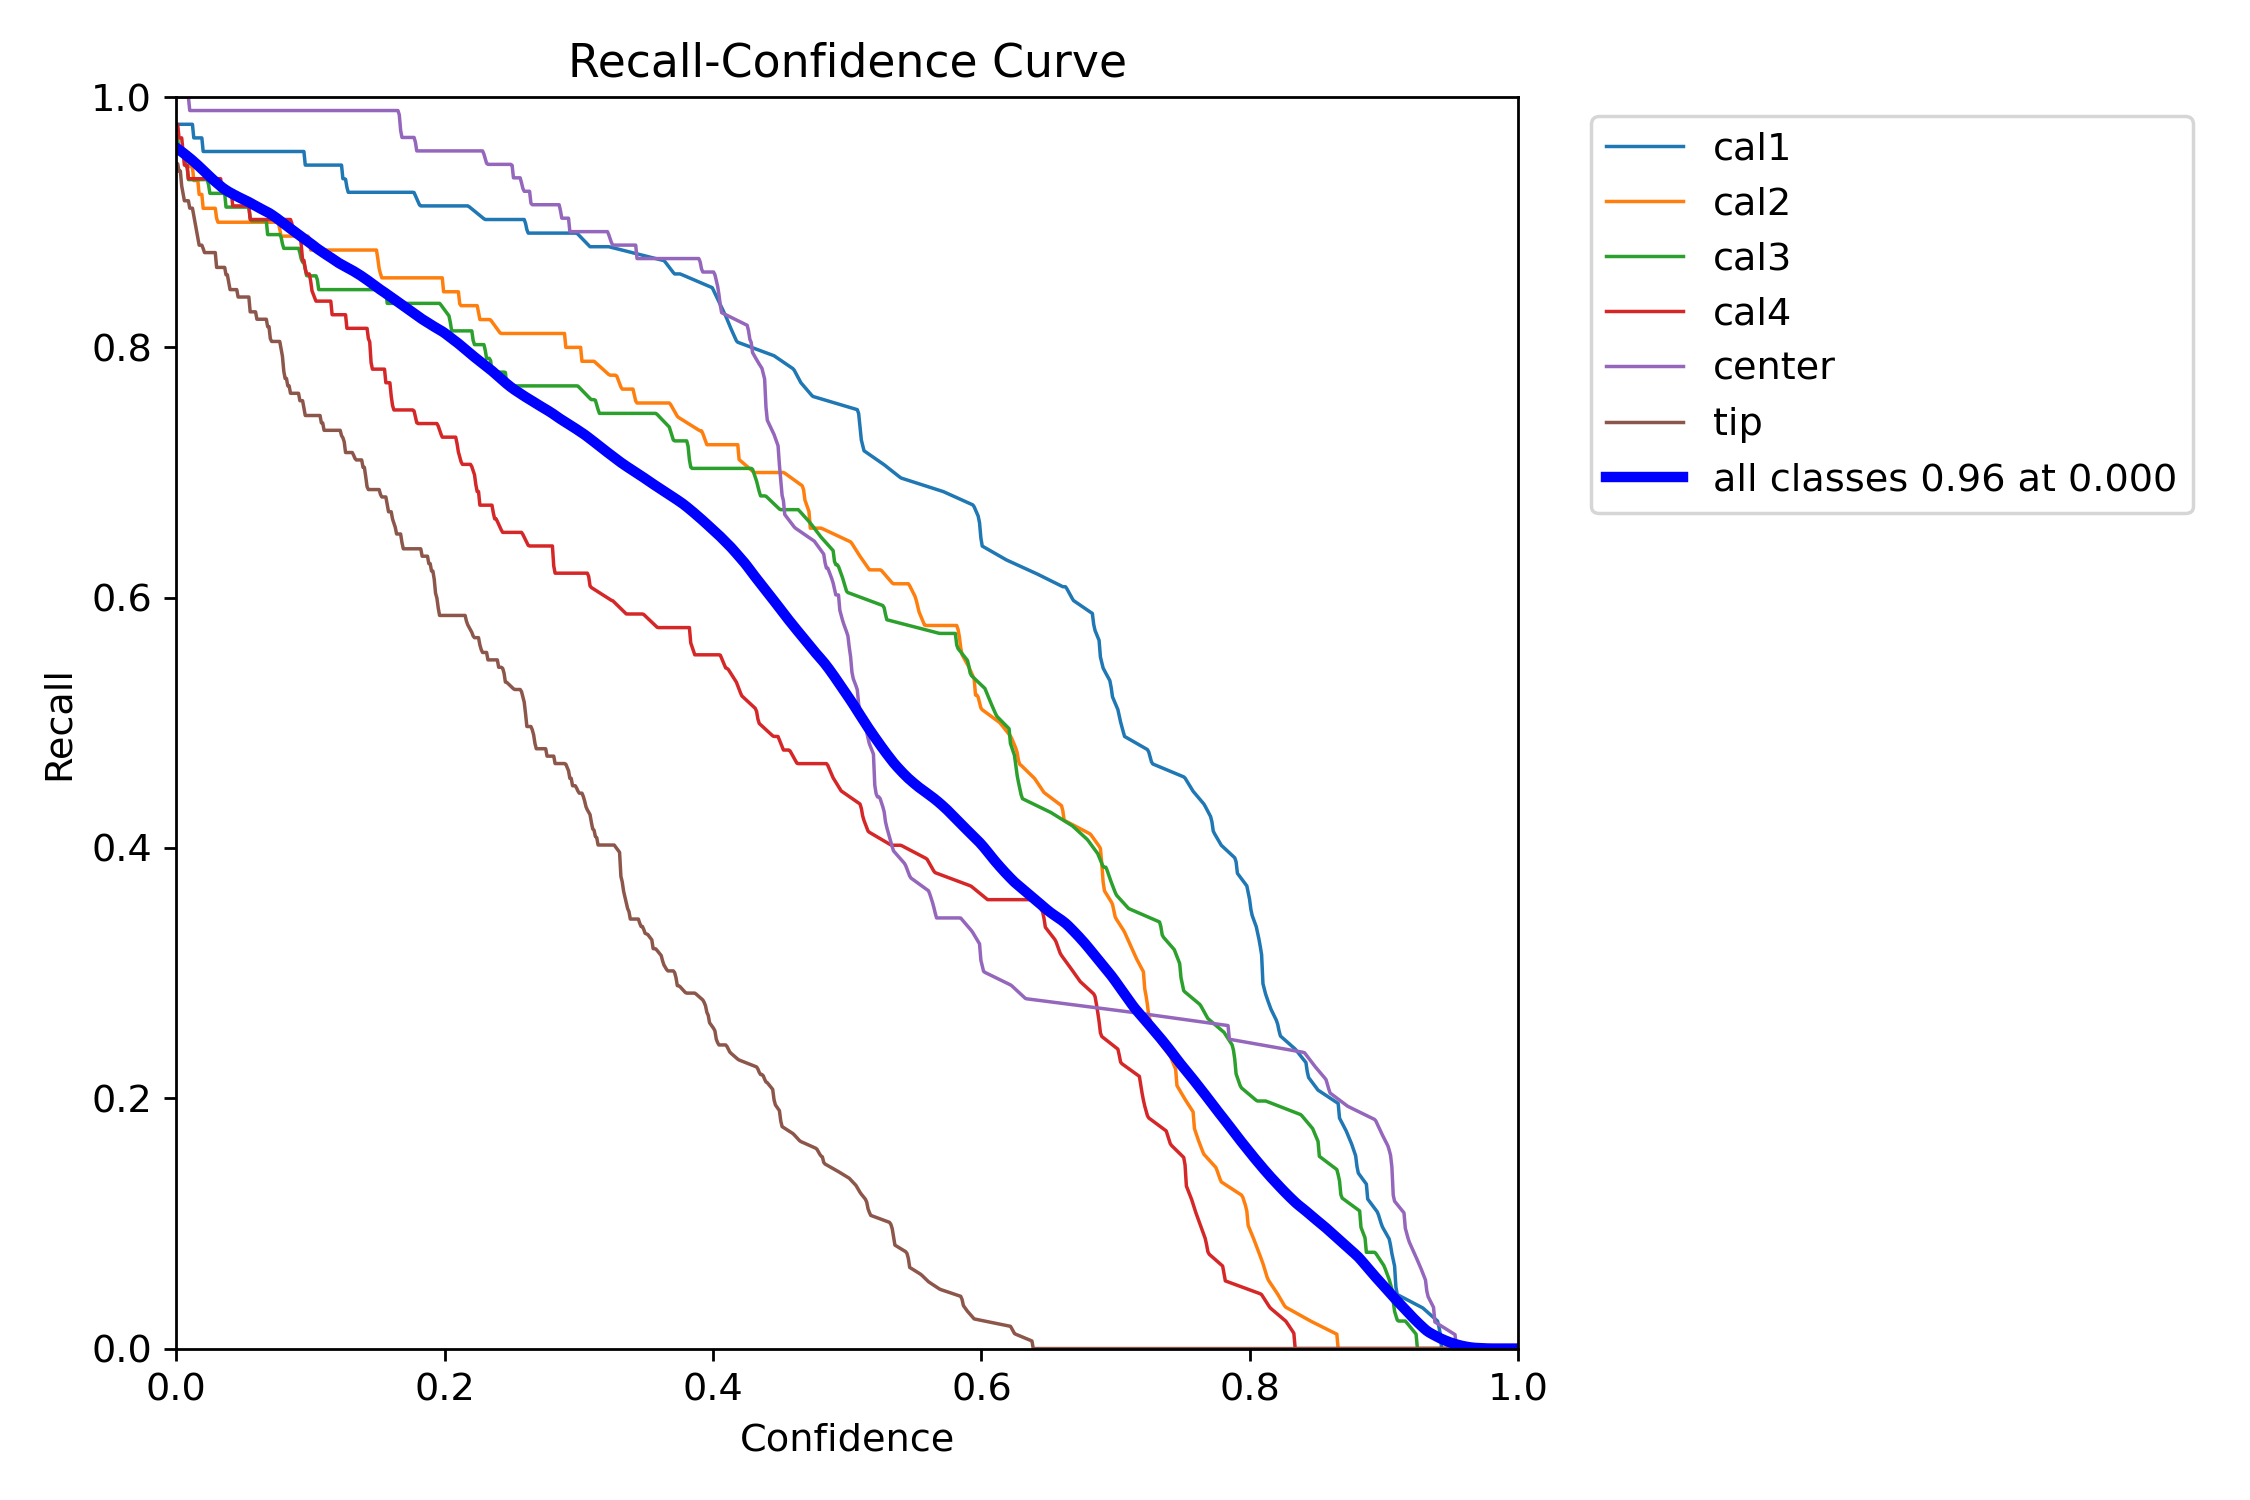 Recall-Confidence Curve
1.0
0.8
0.6
0.4
0.2
0.0
Recall
0.0 0.2 0.4 0.6 0.8 1.0
Confidence
cal1
cal2
cal3
cal4
center
tip
all classes 0.96 at 0.000